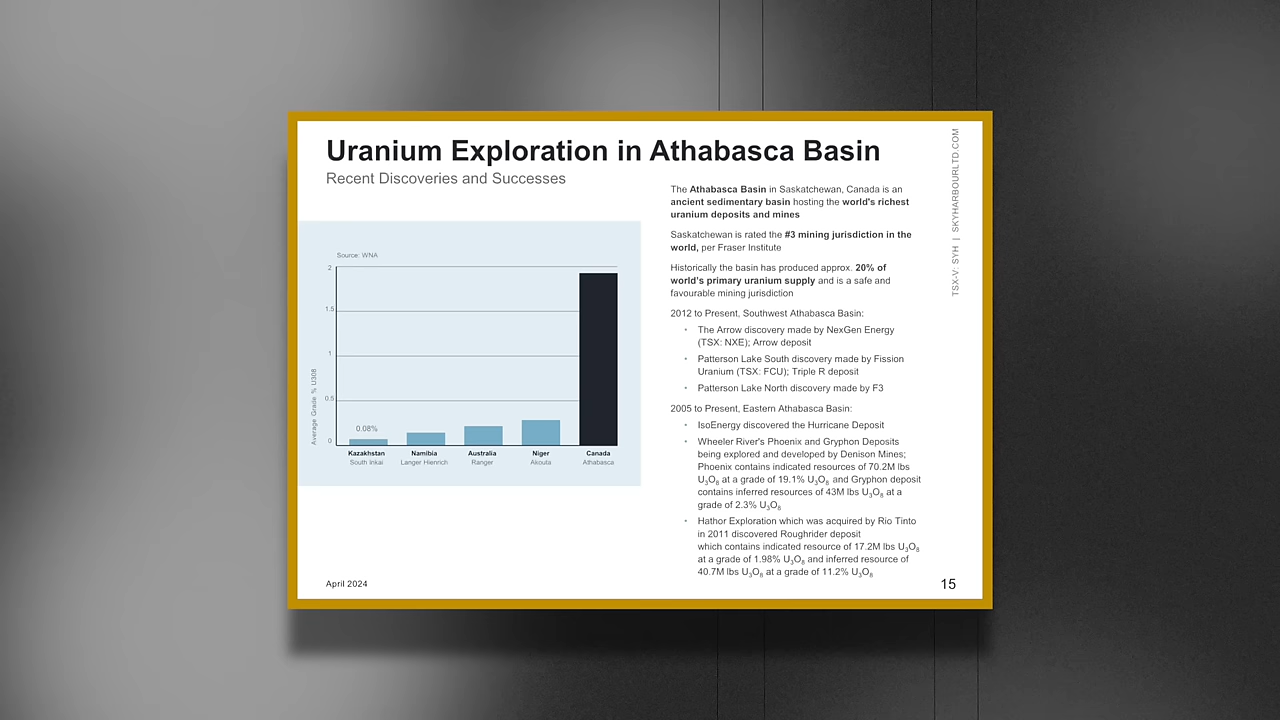 Uranium Exploration in Athabasca Basin
Recent Discoveries and Successes
TSX-V: SYH | SKYHARBOURLTD.COM
Source: WNA
Average Grade % U308
2
1.5
1
0.5
0
0.08%
Kazakhstan
South Inkai
Namibia
Langer Hienrich
Australia
Ranger
Niger
Akouta
Canada
Athabasca
The Athabasca Basin in Saskatchewan, Canada is an
ancient sedimentary basin hosting the world's richest
uranium deposits and mines
Saskatchewan is rated the #3 mining jurisdiction in the
world, per Fraser Institute
Historically the basin has produced approx. 20% of
world's primary uranium supply and is a safe and
favourable mining jurisdiction
2012 to Present, Southwest Athabasca Basin:
• The Arrow discovery made by NexGen Energy
(TSX: NXE); Arrow deposit
• Patterson Lake South discovery made by Fission
Uranium (TSX: FCU); Triple R deposit
• Patterson Lake North discovery made by F3
2005 to Present, Eastern Athabasca Basin:
• IsoEnergy discovered the Hurricane Deposit
• Wheeler River's Phoenix and Gryphon Deposits
being explored and developed by Denison Mines;
Phoenix contains indicated resources of 70.2M lbs
U₃O₈ at a grade of 19.1% U₃O₈ and Gryphon deposit
contains inferred resources of 43M lbs U₃O₈ at a
grade of 2.3% U₃O₈
• Hathor Exploration which was acquired by Rio Tinto
in 2011 discovered Roughrider deposit
which contains indicated resource of 17.2M lbs U₃O₈
at a grade of 1.98% U₃O₈ and inferred resource of
40.7M lbs U₃O₈ at a grade of 11.2% U₃O₈
April 2024
15